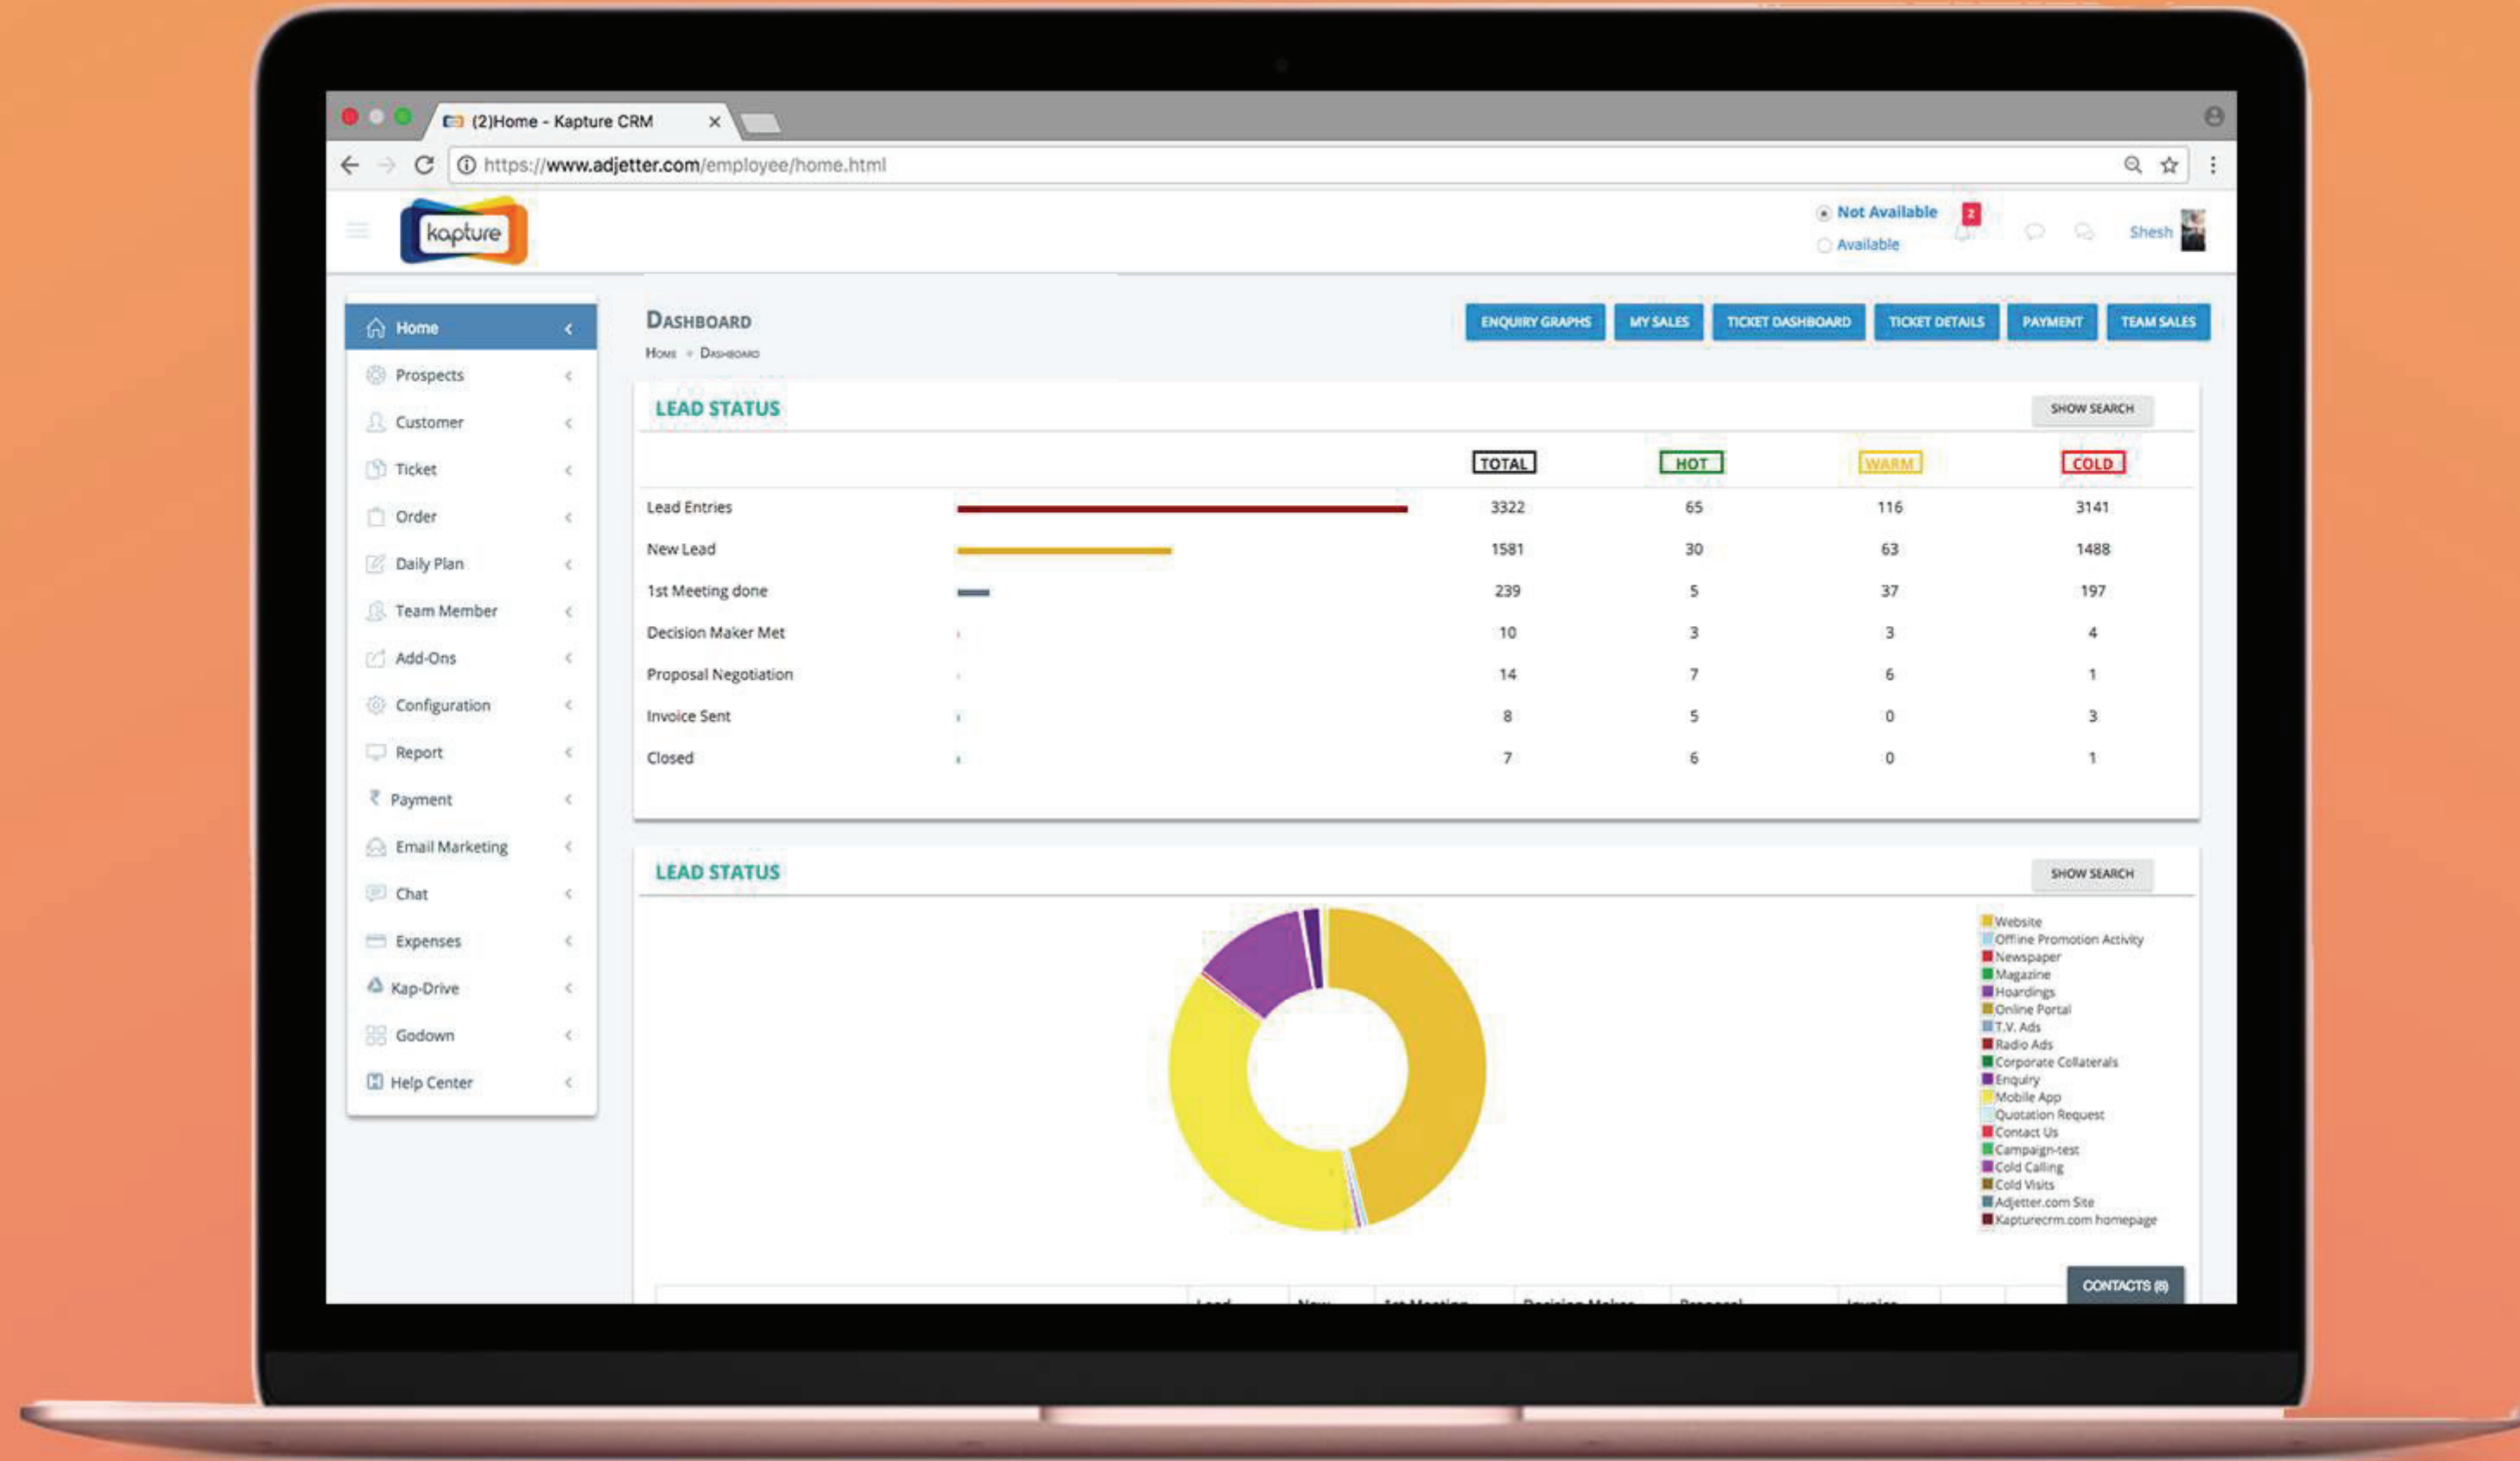 (2)Home - Kapture CRM
https://www.adjetter.com/employee/home.html
kapture
Not Available
2
Available
Shesh
Home
Prospects
Customer
Ticket
Order
Daily Plan
Team Member
Add-Ons
Configuration
Report
Payment
Email Marketing
Chat
Expenses
Kap-Drive
Godown
Help Center
DASHBOARD
HOME DASHBOARD
ENQUIRY GRAPHS MY SALES TICKET DASHBOARD TICKET DETAILS PAYMENT TEAM SALES
LEAD STATUS SHOW SEARCH
TOTAL HOT WARM COLD
Lead Entries 3322 65 116 3141
New Lead 1581 30 63 1488
1st Meeting done 239 5 37 197
Decision Maker Met 10 3 3 4
Proposal Negotiation 14 7 6 1
Invoice Sent 8 5 0 3
Closed 7 6 0 1
LEAD STATUS SHOW SEARCH
Website
Offline Promotion Activity
Newspaper
Magazine
Hoardings
Online Portal
T.V. Ads
Radio Ads
Corporate Collaterals
Enquiry
Mobile App
Quotation Request
Contact Us
Campaign-test
Cold Calling
Cold Visits
Adjetter.com Site
Kapturecrm.com homepage
CONTACTS (6)